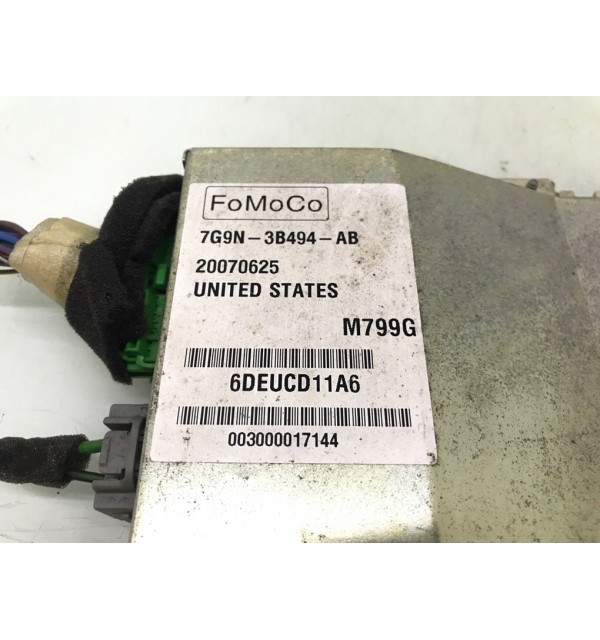 FoMoCo
7G9N-3B494-AB
20070625
UNITED STATES
M799G
6DEUCD11A6
003000017144